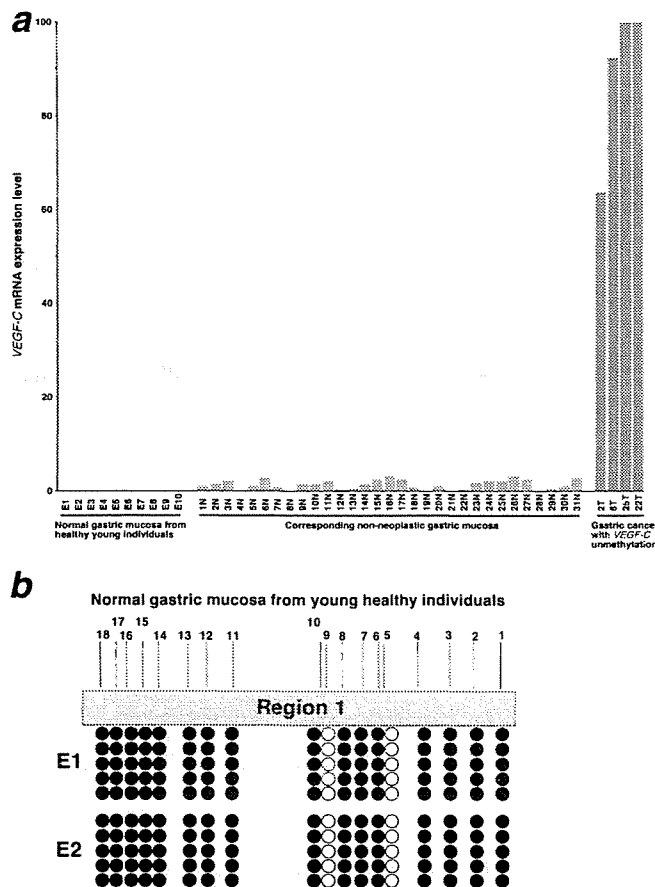 a
100
80
60
40
20
0
VEGF-C mRNA expression level
E1 E2 E3 E4 E5 E6 E7 E8 E9 E10
1N 2N 3N 4N 5N 6N 7N 8N 9N 10N 11N 12N 13N 14N 15N 16N 17N 18N 19N 20N 21N 22N 23N 24N 25N 26N 27N 28N 29N 30N 31N
2T 22T
Normal gastric mucosa from
healthy young individuals
Corresponding non-neoplastic gastric mucosa
Gastric cance
with VEGF-C
unmethylation
b
Normal gastric mucosa from young healthy individuals
18 17 16 15 14 13 12 11 10 9 8 7 6 5 4 3 2 1
Region 1
E1
E2